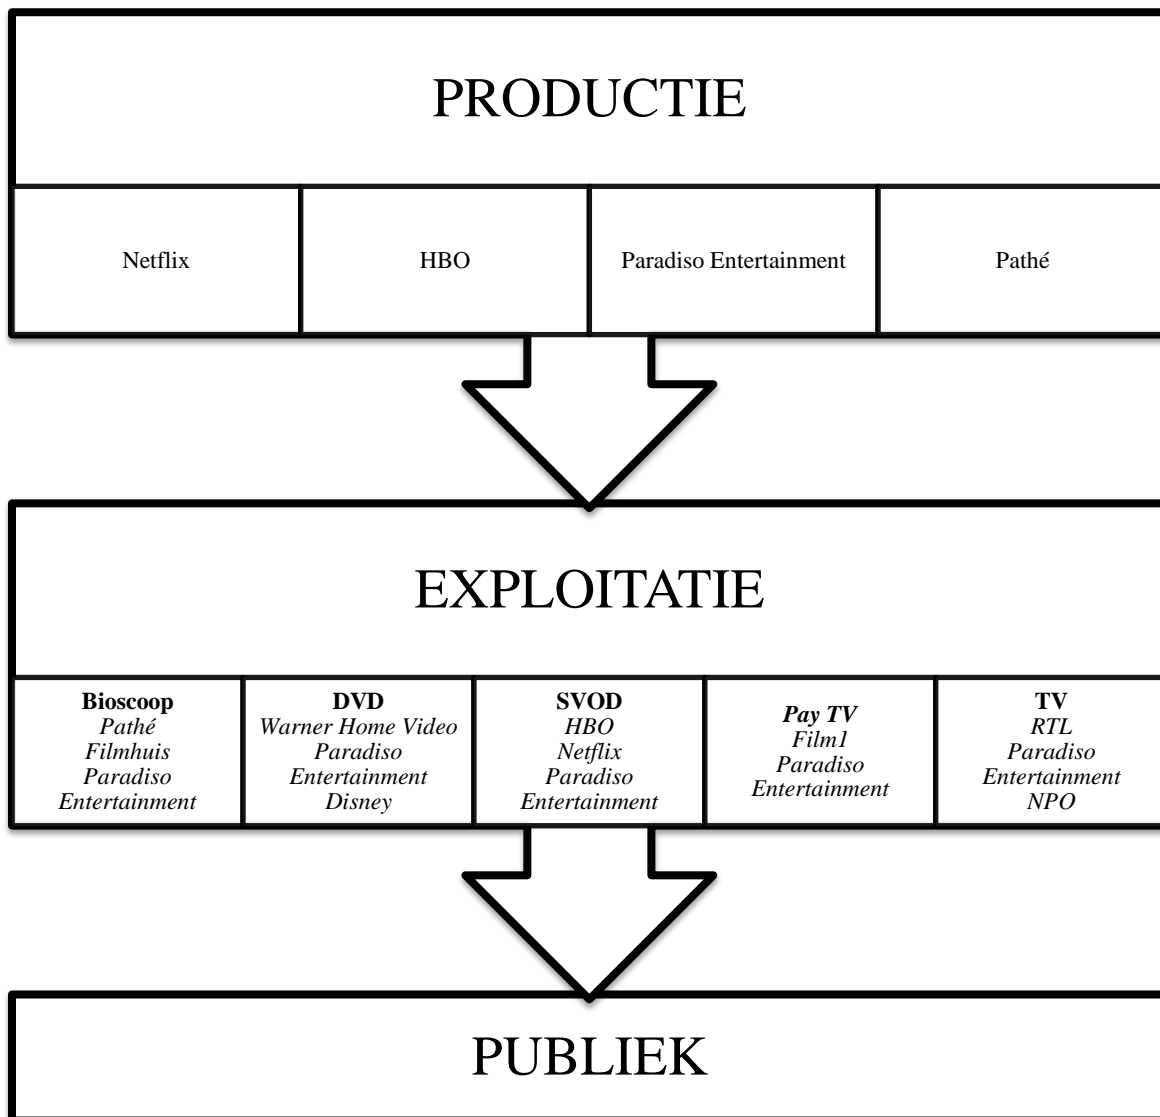 PRODUCTIE
Netflix
HBO
Paradiso Entertainment
Pathé
EXPLOITATIE
Bioscoop
Pathé
Filmhuis
Paradiso
Entertainment
DVD
Warner Home Video
Paradiso
Entertainment
Disney
SVOD
HBO
Netflix
Paradiso
Entertainment
Pay TV
Film1
Paradiso
Entertainment
TV
RTL
Paradiso
Entertainment
NPO
PUBLIEK